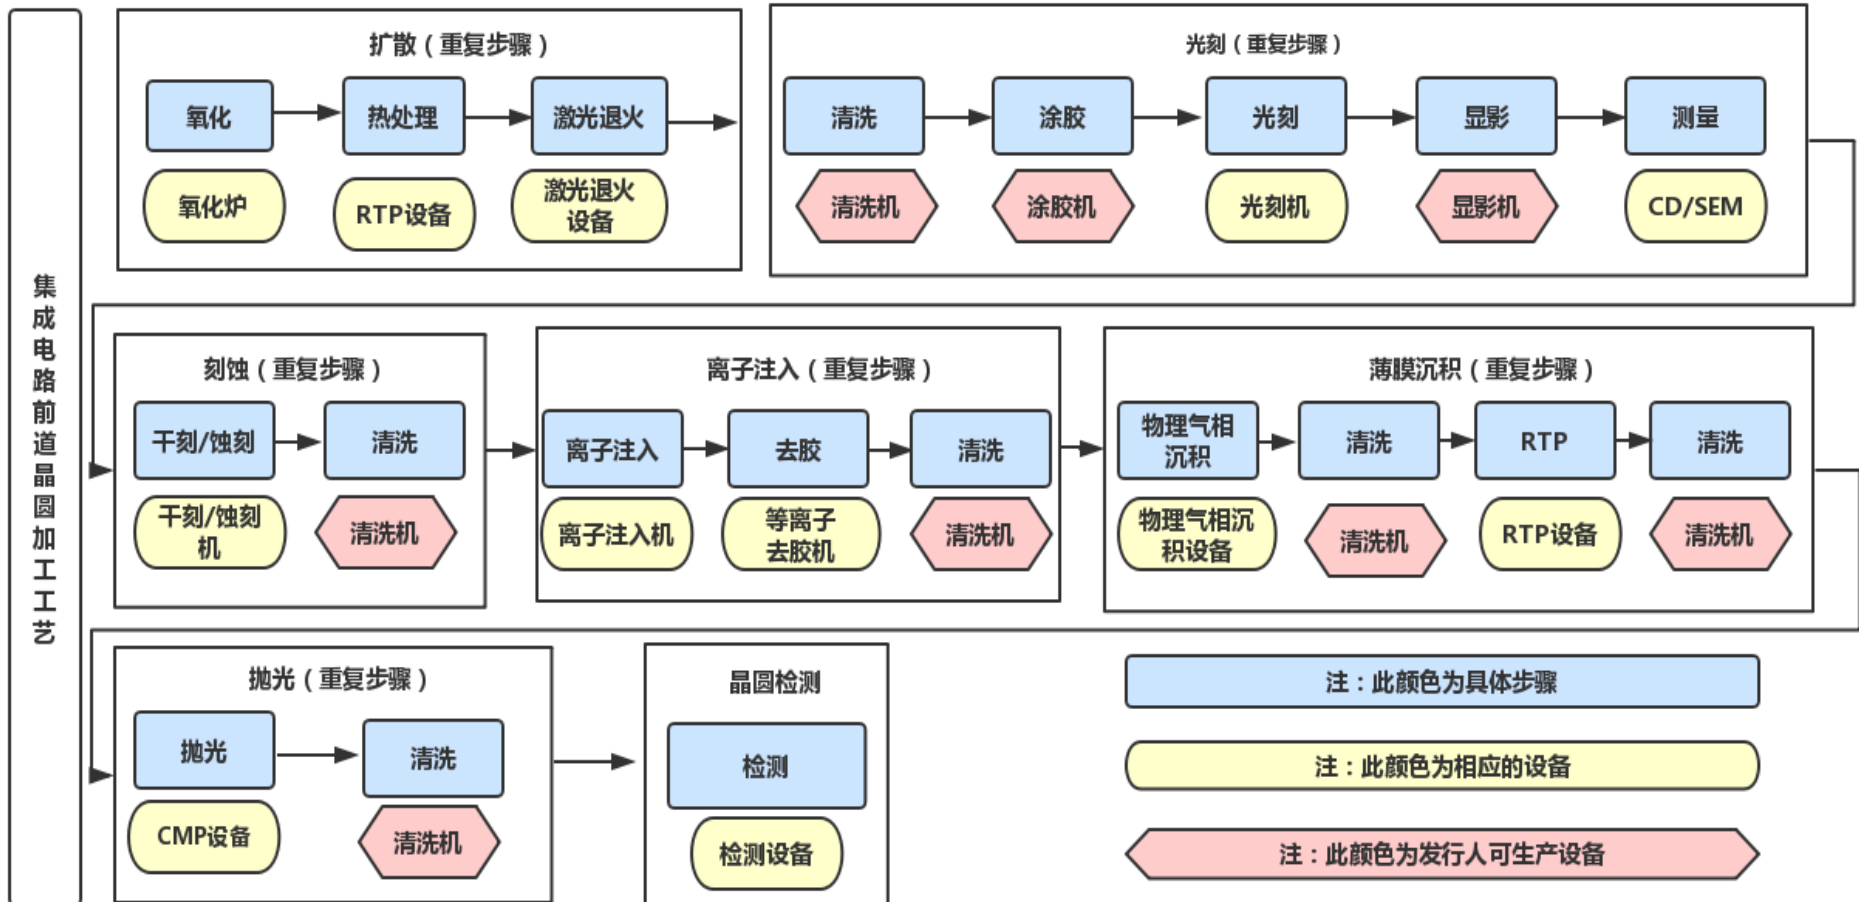 集成电路前道晶圆加工工艺
扩散（重复步骤）
氧化
热处理
激光退火
氧化炉
RTP设备
激光退火
设备
光刻（重复步骤）
清洗
涂胶
光刻
显影
测量
清洗机
涂胶机
光刻机
显影机
CD/SEM
刻蚀（重复步骤）
干刻/蚀刻
清洗
干刻/蚀刻
机
清洗机
离子注入（重复步骤）
离子注入
去胶
清洗
离子注入机
等离子
去胶机
清洗机
薄膜沉积（重复步骤）
物理气相
沉积
清洗
RTP
清洗
物理气相沉
积设备
清洗机
RTP设备
清洗机
抛光（重复步骤）
抛光
清洗
CMP设备
清洗机
晶圆检测
检测
检测设备
注：此颜色为具体步骤
注：此颜色为相应的设备
注：此颜色为发行人可生产设备